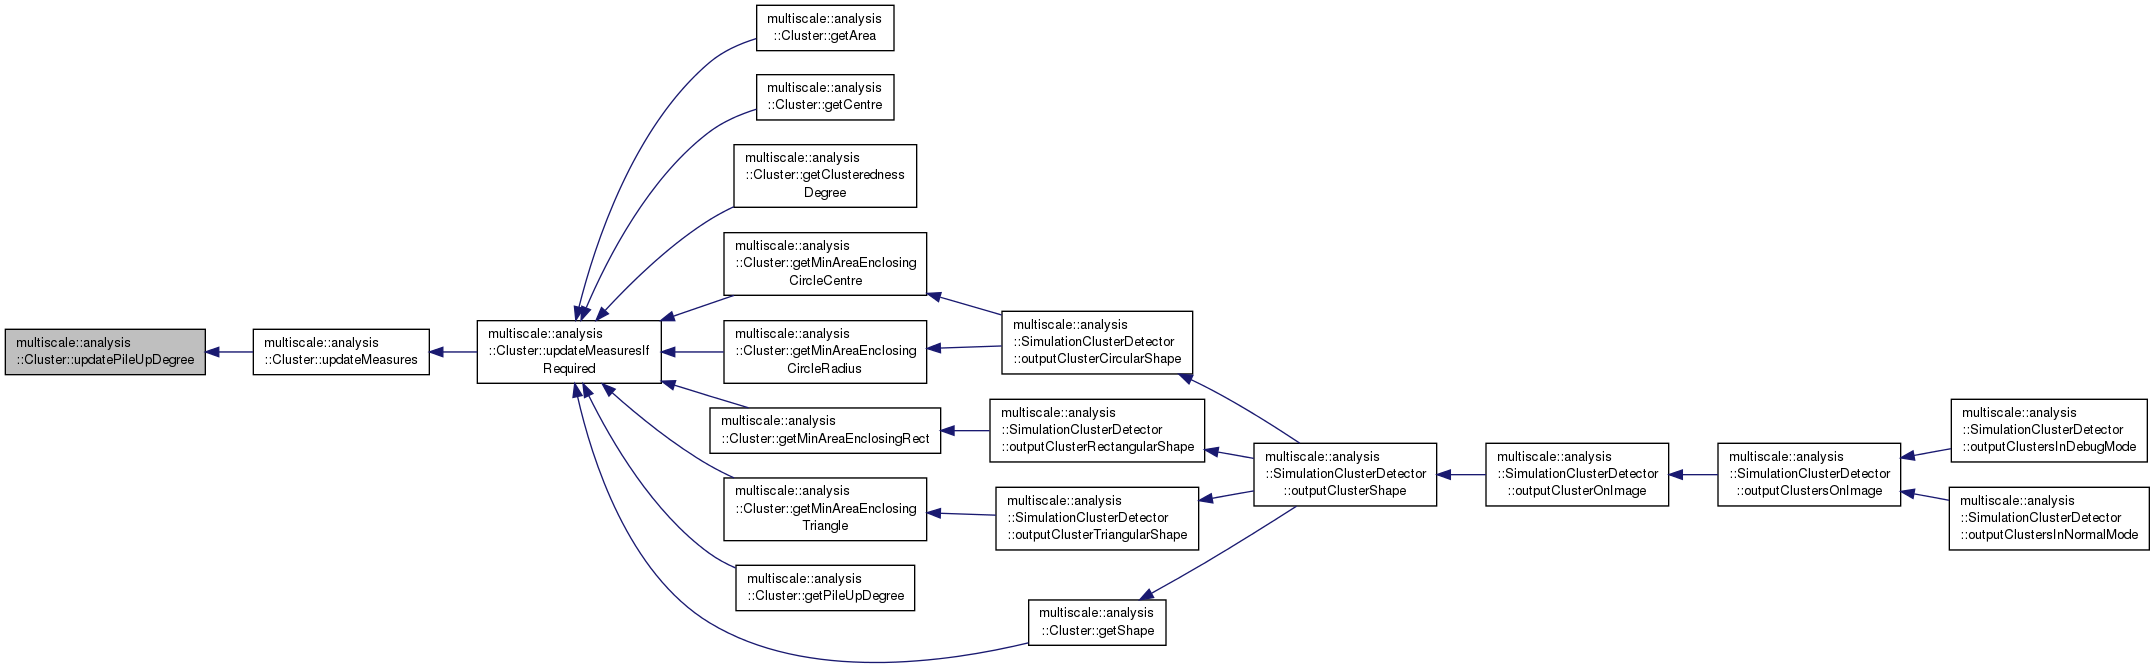 multiscale::analysis
::Cluster::updatePileUpDegree
multiscale::analysis
::Cluster::updateMeasures
multiscale::analysis
::Cluster::updateMeasuresIf
Required
multiscale::analysis
::Cluster::getArea
multiscale::analysis
::Cluster::getCentre
multiscale::analysis
::Cluster::getClusteredness
Degree
multiscale::analysis
::Cluster::getMinAreaEnclosing
CircleCentre
multiscale::analysis
::Cluster::getMinAreaEnclosing
CircleRadius
multiscale::analysis
::Cluster::getMinAreaEnclosingRect
multiscale::analysis
::Cluster::getMinAreaEnclosing
Triangle
multiscale::analysis
::Cluster::getPileUpDegree
multiscale::analysis
::Cluster::getShape
multiscale::analysis
::SimulationClusterDetector
::outputClusterCircularShape
multiscale::analysis
::SimulationClusterDetector
::outputClusterRectangularShape
multiscale::analysis
::SimulationClusterDetector
::outputClusterTriangularShape
multiscale::analysis
::SimulationClusterDetector
::outputClusterShape
multiscale::analysis
::SimulationClusterDetector
::outputClusterOnImage
multiscale::analysis
::SimulationClusterDetector
::outputClustersOnImage
multiscale::analysis
::SimulationClusterDetector
::outputClustersInDebugMode
multiscale::analysis
::SimulationClusterDetector
::outputClustersInNormalMode